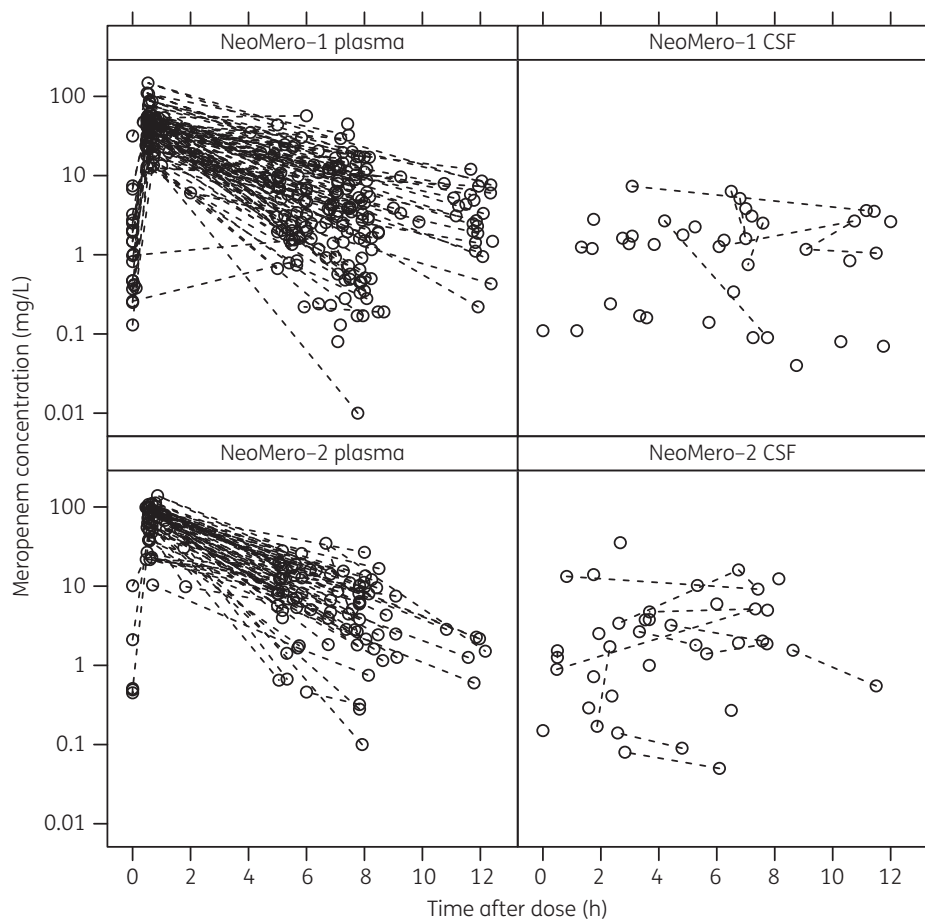 NeoMero–1 plasma
NeoMero–1 CSF
100
10
1
0.1
0.01
NeoMero–2 plasma
NeoMero–2 CSF
100
10
1
0.1
0.01
Meropenem concentration (mg/L)
0 2 4 6 8 10 12
0 2 4 6 8 10 12
Time after dose (h)